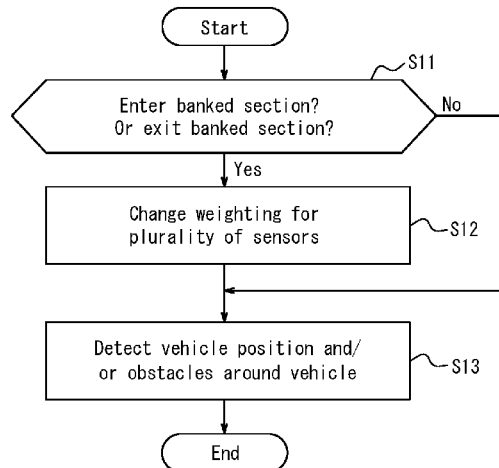 Start
S11
Enter banked section?
Or exit banked section?
No
Yes
Change weighting for
plurality of sensors
S12
Detect vehicle position and/
or obstacles around vehicle
S13
End